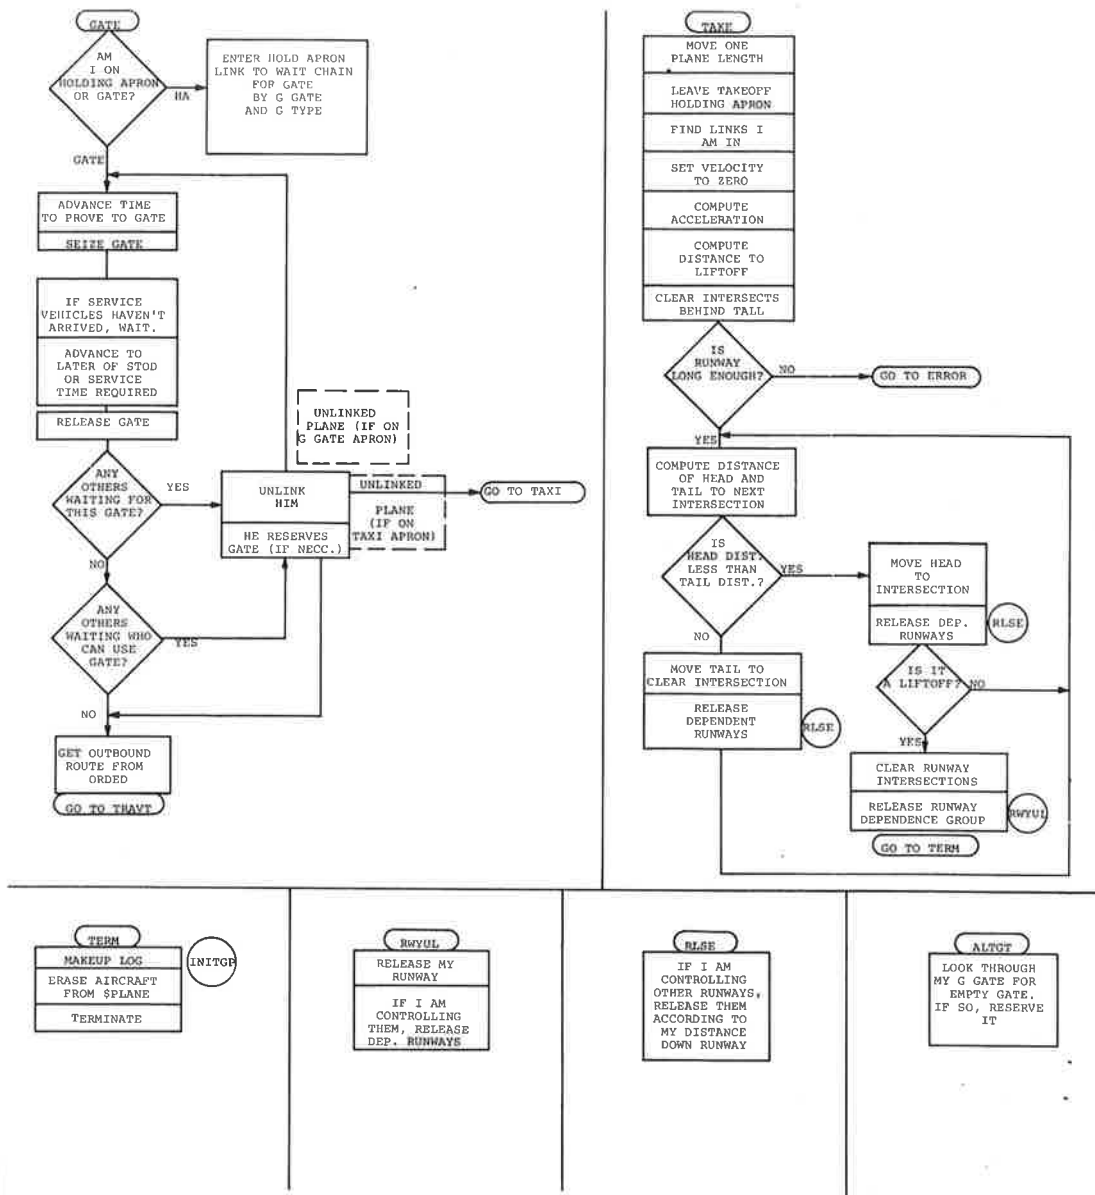 GATE
AM
I ON
HOLDING APRON
OR GATE?
HA
ENTER HOLD APRON
LINK TO WAIT CHAIN
FOR GATE
BY G GATE
AND G TYPE
GATE
ADVANCE TIME
TO PROVE TO GATE
SEIZE GATE
IF SERVICE
VEHICLES HAVEN'T
ARRIVED, WAIT.
ADVANCE TO
LATER OF STOD
OR SERVICE
TIME REQUIRED
RELEASE GATE
ANY
OTHERS
WAITING FOR
THIS GATE?
YES
NO
UNLINKED
PLANE (IF ON
G GATE APRON)
UNLINK
HIM
HE RESERVES
GATE (IF NECC.)
UNLINKED
PLANE
(IF ON
TAXI APRON)
GO TO TAXI
ANY
OTHERS
WAITING WHO
CAN USE
GATE?
YES
NO
GET OUTBOUND
ROUTE FROM
ORDED
GO TO TRAVT
TAKE
MOVE ONE
PLANE LENGTH
LEAVE TAKEOFF
HOLDING APRON
FIND LINKS I
AM IN
SET VELOCITY
TO ZERO
COMPUTE
ACCELERATION
COMPUTE
DISTANCE TO
LIFTOFF
CLEAR INTERSECTS
BEHIND TALL
IS
RUNWAY
LONG ENOUGH?
NO
GO TO ERROR
YES
COMPUTE DISTANCE
OF HEAD AND
TAIL TO NEXT
INTERSECTION
IS
HEAD DIST.
LESS THAN
TAIL DIST.?
YES
NO
MOVE HEAD
TO
INTERSECTION
RELEASE DEP.
RUNWAYS
RLSE
IS IT
A LIFTOFF?
NO
YES
MOVE TAIL TO
CLEAR INTERSECTION
RELEASE
DEPENDENT
RUNWAYS
RLSE
CLEAR RUNWAY
INTERSECTIONS
RELEASE RUNWAY
DEPENDENCE GROUP
RWYUL
GO TO TERM
TERM
MAKEUP LOG
INITGP
ERASE AIRCRAFT
FROM $PLANE
TERMINATE
RWYUL
RELEASE MY
RUNWAY
IF I AM
CONTROLLING
THEM, RELEASE
DEP. RUNWAYS
RLSE
IF I AM
CONTROLLING
OTHER RUNWAYS,
RELEASE THEM
ACCORDING TO
MY DISTANCE
DOWN RUNWAY
ALTGT
LOOK THROUGH
MY G GATE FOR
EMPTY GATE.
IF SO, RESERVE
IT